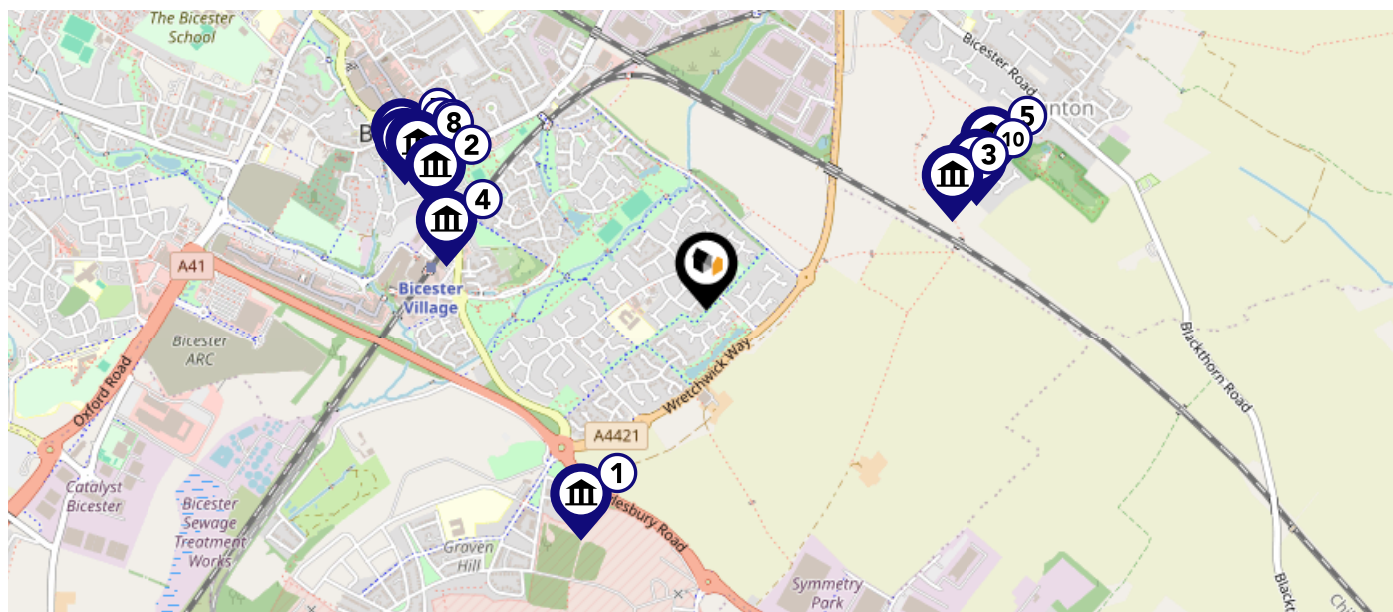 The Bicester
School
Bicester Road
5
8
B
2
10
3
4
A41
Bicester
Village
Bicester
ARC
Oxford Road
Blackthorn Road
Wretchwick Way
A4421
1
Catalyst
Bicester
Bicester
Sewage
Treatment
Works
Graven
Hill
Symmetry
Park